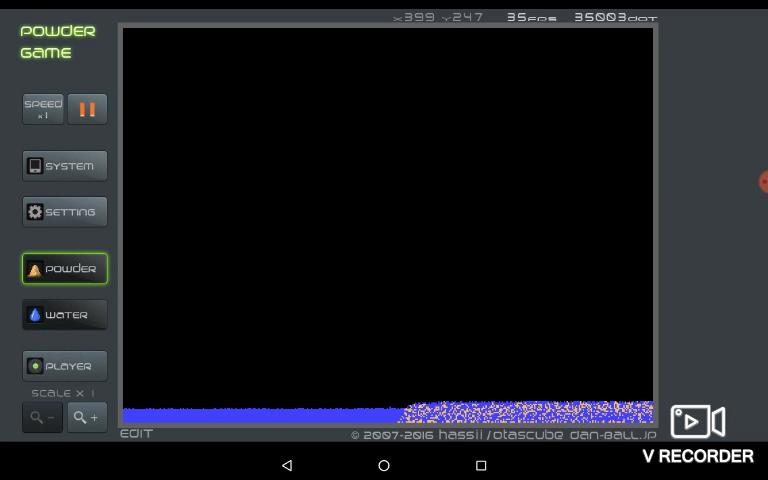 x399 y247 35fps 35003dot
POWDER
GAME
SPEED
x1
SYSTEM
SETTING
POWDER
WATER
PLAYER
SCALE x 1
EDIT
© 2007-2016 hassii/otascube dan-ball.jp
V RECORDER